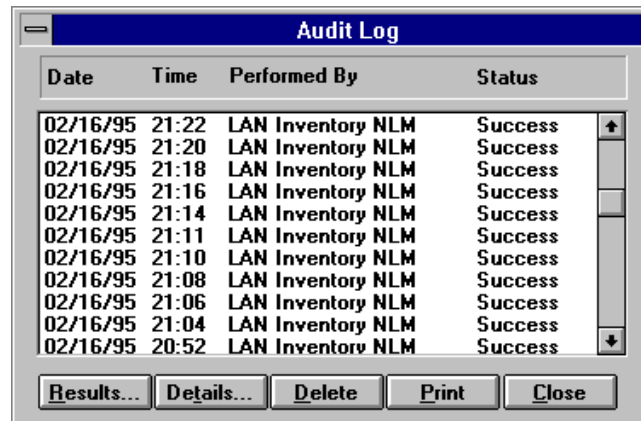 Audit Log
Date Time Performed By Status
02/16/95 21:22 LAN Inventory NLM Success
02/16/95 21:20 LAN Inventory NLM Success
02/16/95 21:18 LAN Inventory NLM Success
02/16/95 21:16 LAN Inventory NLM Success
02/16/95 21:14 LAN Inventory NLM Success
02/16/95 21:11 LAN Inventory NLM Success
02/16/95 21:10 LAN Inventory NLM Success
02/16/95 21:08 LAN Inventory NLM Success
02/16/95 21:06 LAN Inventory NLM Success
02/16/95 21:04 LAN Inventory NLM Success
02/16/95 20:52 LAN Inventory NLM Success
Results... Details... Delete Print Close